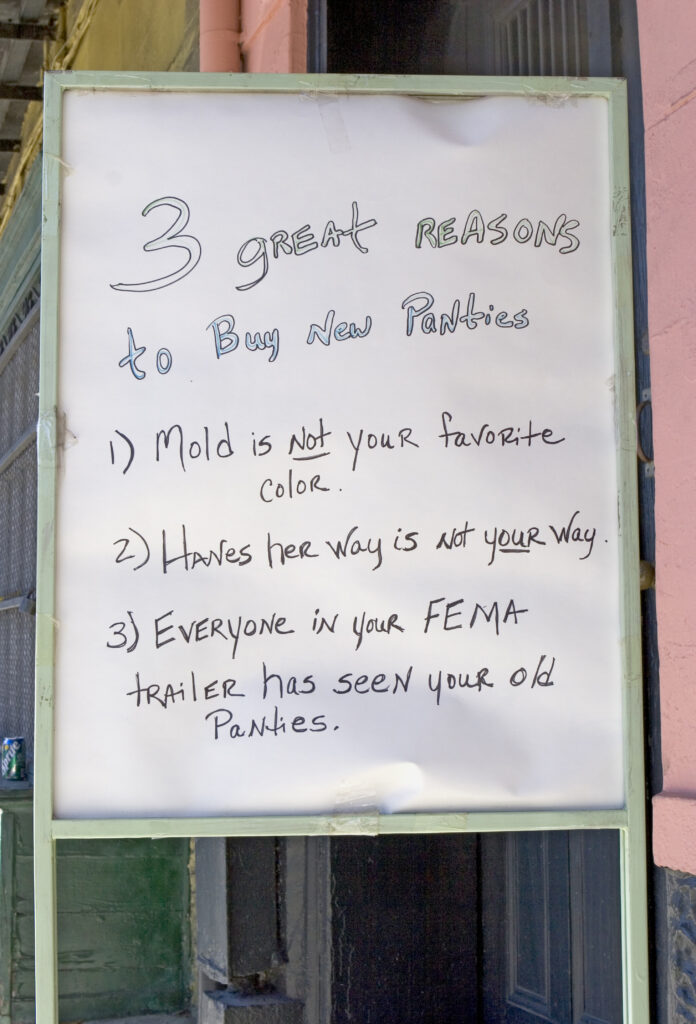 3 great REASONS
to Buy New Panties
1) Mold is not your favorite
color.
2) Hanes her way is not your way.
3) Everyone in your FEMA
trailer has seen your old
Panties.
Sprite